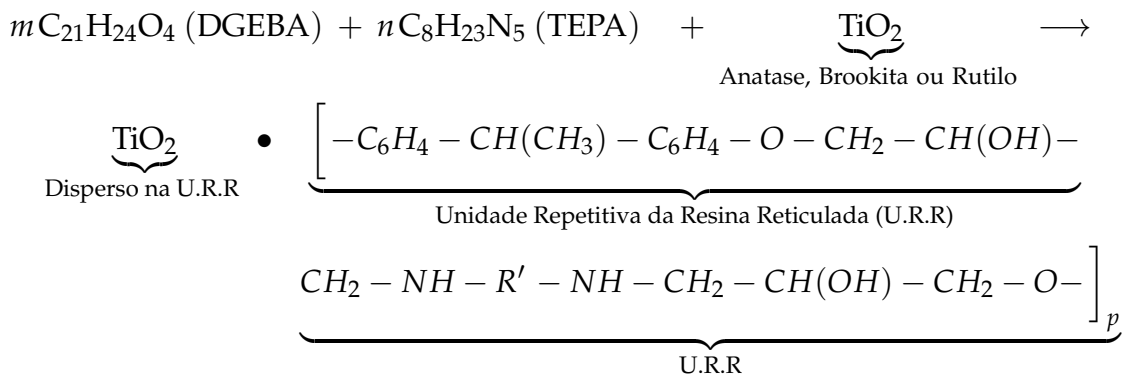 mC₂₁H₂₄O₄ (DGEBA) + nC₈H₂₃N₅ (TEPA) + TiO₂ ⟶
Anatase, Brookita ou Rutilo
TiO₂ • [−C₆H₄ − CH(CH₃) − C₆H₄ − O − CH₂ − CH(OH)−
Disperso na U.R.R
Unidade Repetitiva da Resina Reticulada (U.R.R)
CH₂ − NH − R′ − NH − CH₂ − CH(OH) − CH₂ − O−]ₚ
U.R.R